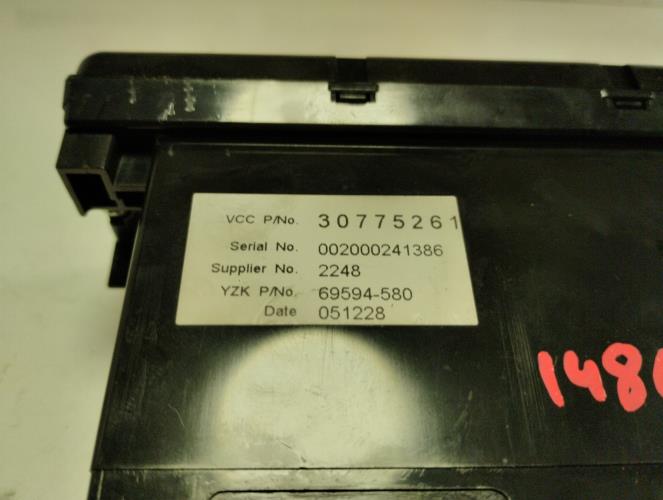 VCC P/No. 30775261
Serial No. 002000241386
Supplier No. 2248
YZK P/No. 69594-580
Date 051228